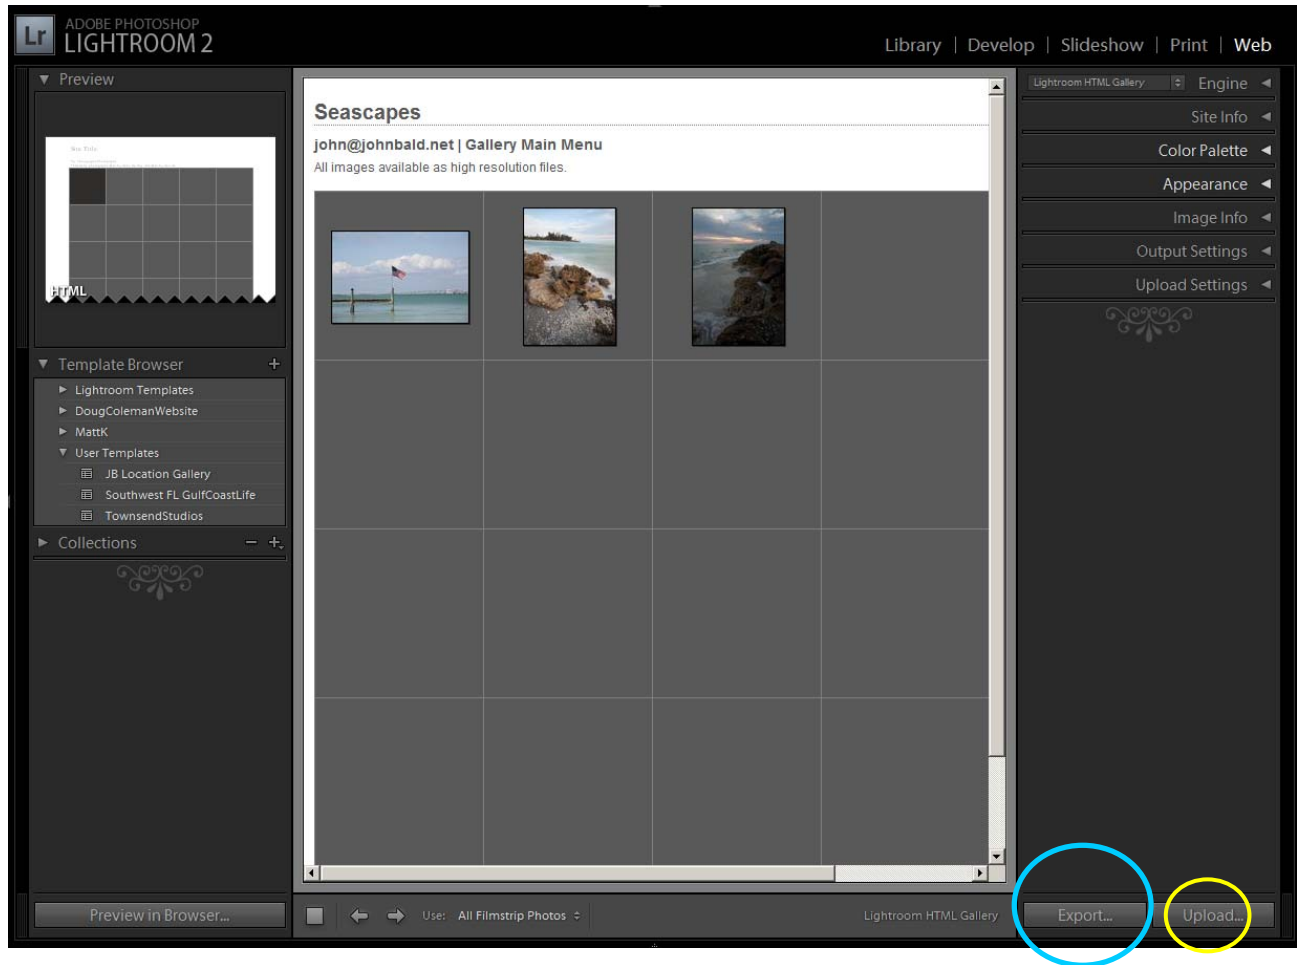 Lr
ADOBE PHOTOSHOP
LIGHTROOM 2
Library | Develop | Slideshow | Print | Web
Preview
Site Title
HTML
Template Browser
Lightroom Templates
DougColemanWebsite
MattK
User Templates
JB Location Gallery
Southwest FL GulfCoastLife
TownsendStudios
Collections
Preview in Browser...
Seascapes
john@johnbald.net | Gallery Main Menu
All images available as high resolution files.
Use: All Filmstrip Photos
Lightroom HTML Gallery
Lightroom HTML Gallery Engine
Site Info
Color Palette
Appearance
Image Info
Output Settings
Upload Settings
Export...
Upload...